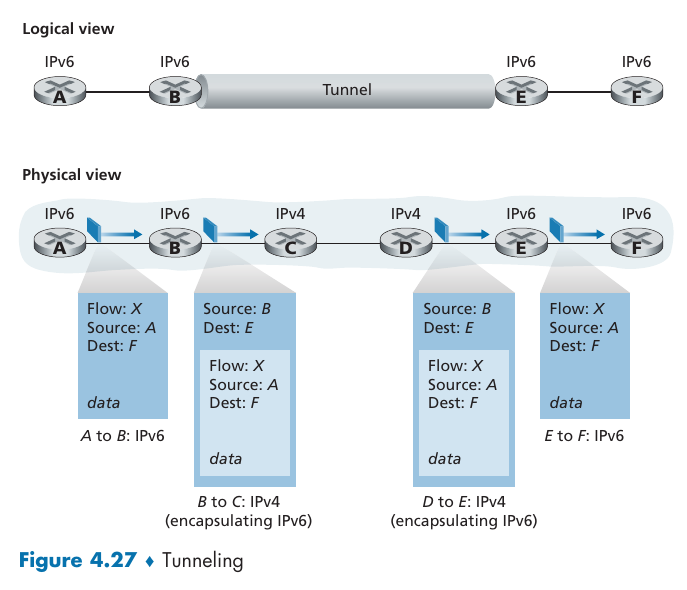 Logical view
IPv6
IPv6
IPv6
IPv6
A
B
Tunnel
E
F
Physical view
IPv6
IPv6
IPv4
IPv4
IPv6
IPv6
A
B
C
D
E
F
Flow: X
Source: A
Dest: F
data
A to B: IPv6
Source: B
Dest: E
Flow: X
Source: A
Dest: F
data
B to C: IPv4
(encapsulating IPv6)
Source: B
Dest: E
Flow: X
Source: A
Dest: F
data
D to E: IPv4
(encapsulating IPv6)
Flow: X
Source: A
Dest: F
data
E to F: IPv6
Figure 4.27 ♦ Tunneling